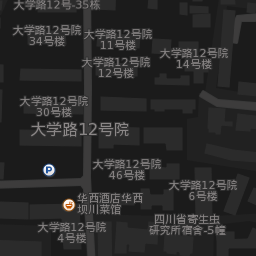 大学路12号-35栋
大学路12号院
34号楼
大学路12号院
11号楼
大学路12号院
14号楼
大学路12号院
12号楼
大学路12号院
30号楼
大学路12号院
大学路12号院
46号楼
P
大学路12号院
6号楼
华西酒店华西
坝川菜馆
四川省寄生虫
研究所宿舍-5幢
大学路12号院
4号楼